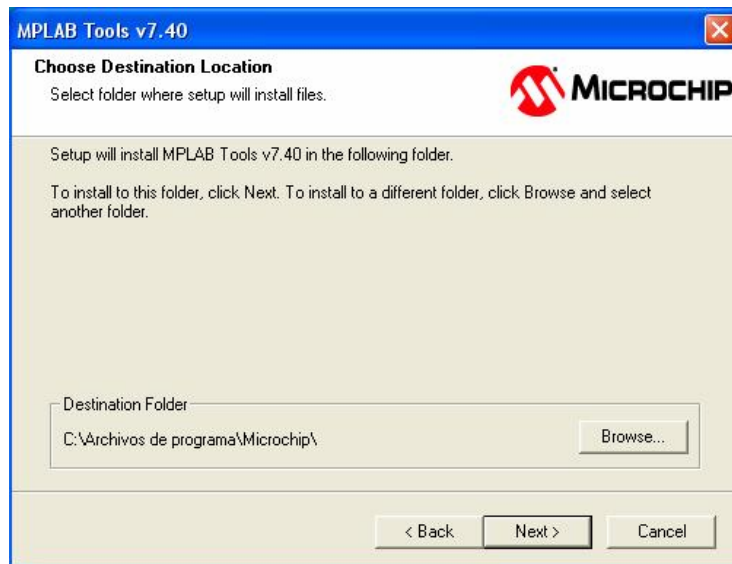 MPLAB Tools v7.40
Choose Destination Location
Select folder where setup will install files.
MICROCHIP
Setup will install MPLAB Tools v7.40 in the following folder.
To install to this folder, click Next. To install to a different folder, click Browse and select
another folder.
Destination Folder
C:\Archivos de programa\Microchip\
Browse...
< Back
Next >
Cancel